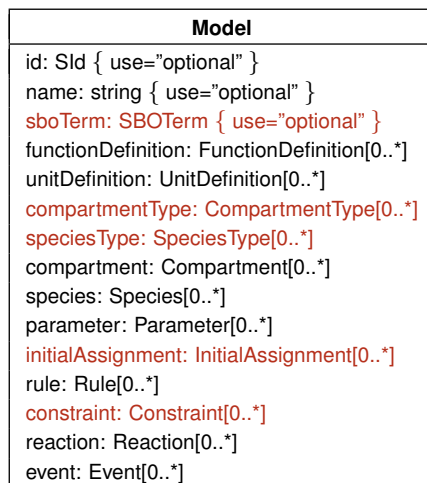 Model
id: SId { use=”optional” }
name: string { use=”optional” }
sboTerm: SBOTerm { use=”optional” }
functionDefinition: FunctionDefinition[0..*]
unitDefinition: UnitDefinition[0..*]
compartmentType: CompartmentType[0..*]
speciesType: SpeciesType[0..*]
compartment: Compartment[0..*]
species: Species[0..*]
parameter: Parameter[0..*]
initialAssignment: InitialAssignment[0..*]
rule: Rule[0..*]
constraint: Constraint[0..*]
reaction: Reaction[0..*]
event: Event[0..*]